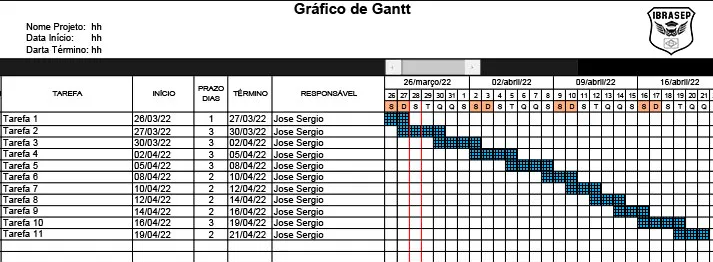 Gráfico de Gantt
IBRASEP
Nome Projeto: hh
Data Início: hh
Darta Término: hh
26/março/22 02/abril/22 09/abril/22 16/abril/22
TAREFA INÍCIO PRAZO DIAS TÉRMINO RESPONSÁVEL
26 27 28 29 30 31 1 2 3 4 5 6 7 8 9 10 11 12 13 14 15 16 17 18 19 20 21
S D S T Q Q S S D S T Q Q S S D S T Q Q S S D S T Q Q
Tarefa 1 26/03/22 1 27/03/22 Jose Sergio
Tarefa 2 27/03/22 3 30/03/22 Jose Sergio
Tarefa 3 30/03/22 3 02/04/22 Jose Sergio
Tarefa 4 02/04/22 3 05/04/22 Jose Sergio
Tarefa 5 05/04/22 3 08/04/22 Jose Sergio
Tarefa 6 08/04/22 2 10/04/22 Jose Sergio
Tarefa 7 10/04/22 2 12/04/22 Jose Sergio
Tarefa 8 12/04/22 2 14/04/22 Jose Sergio
Tarefa 9 14/04/22 2 16/04/22 Jose Sergio
Tarefa 10 16/04/22 3 19/04/22 Jose Sergio
Tarefa 11 19/04/22 2 21/04/22 Jose Sergio